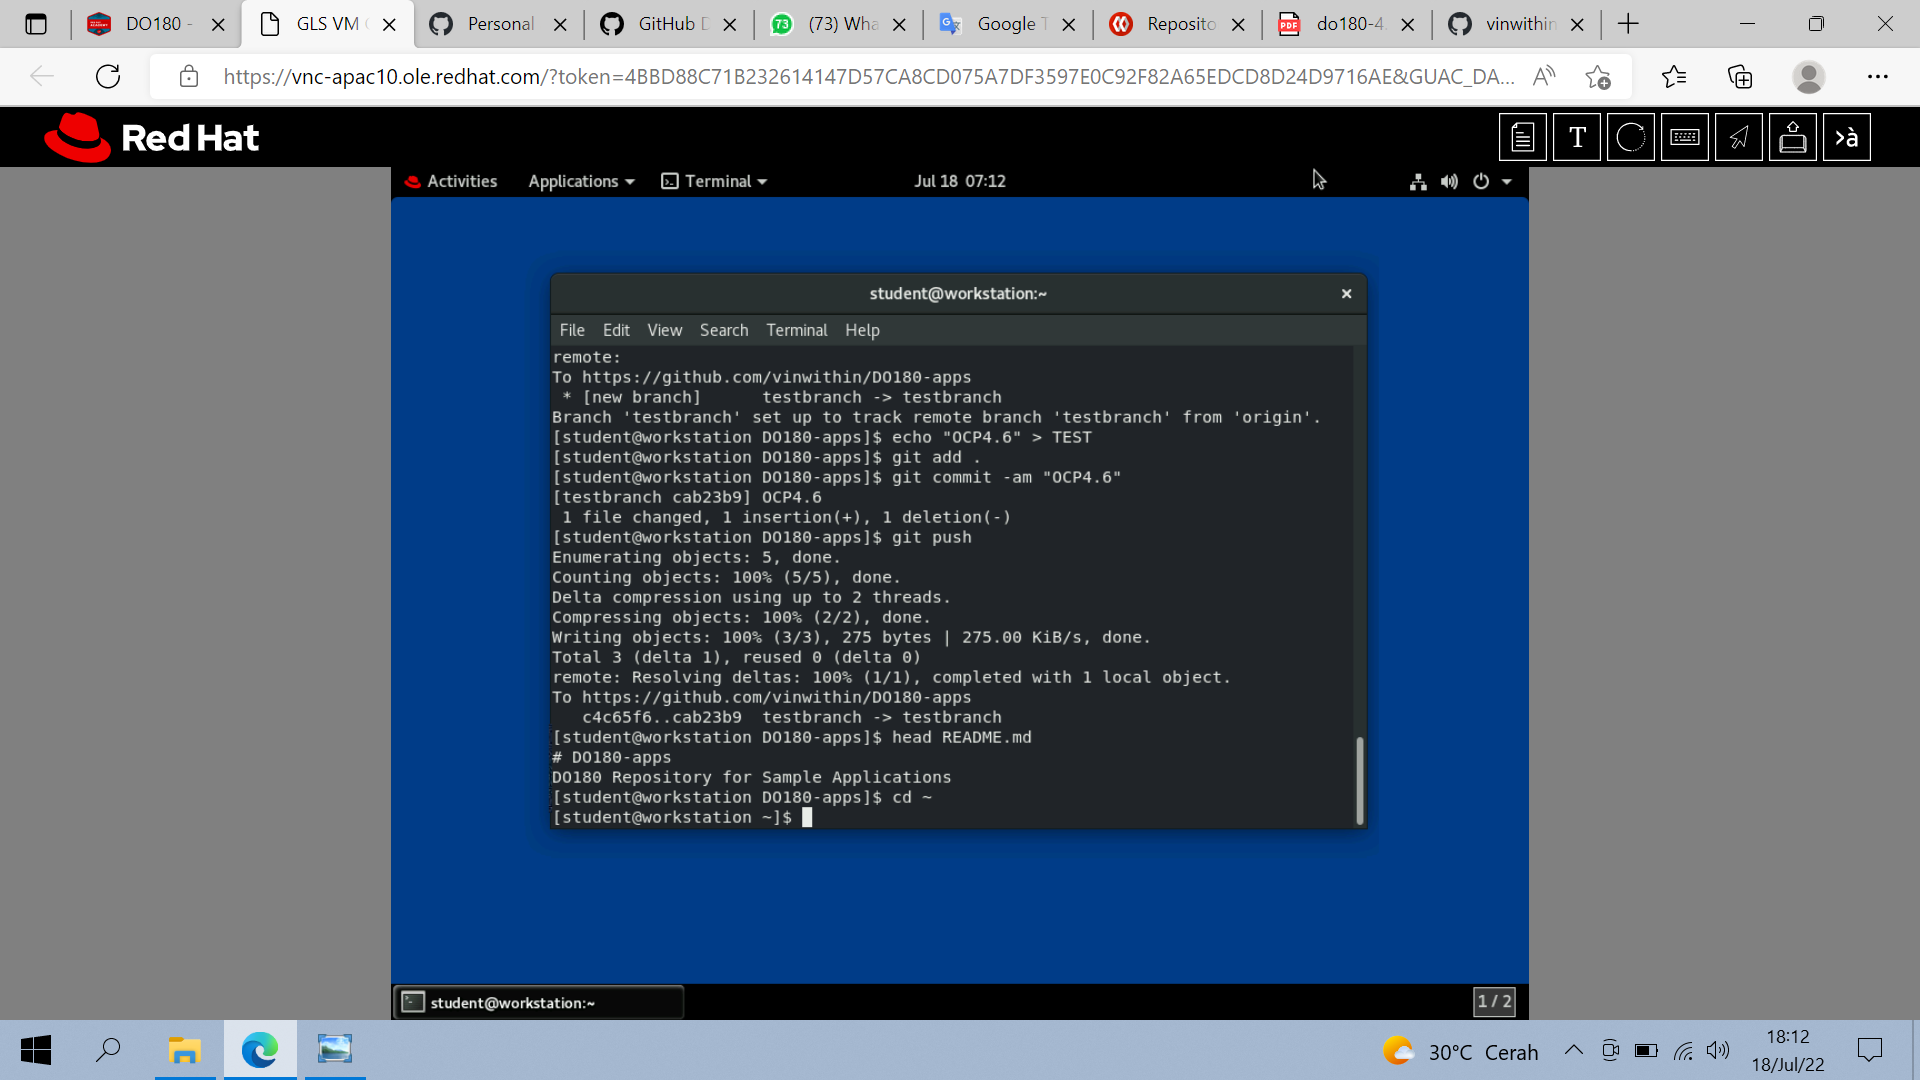 DO180 -
GLS VM
Personal
GitHub D
73
(73) Wha
Google T
Reposito
PDF
do180-4.
vinwithin
https://vnc-apac10.ole.redhat.com/?token=4BBD88C71B232614147D57CA8CD075A7DF3597E0C92F82A65EDCD8D24D9716AE&GUAC_DA...
Red Hat
T
>à
Activities
Applications
Terminal
Jul 18 07:12
student@workstation:~
File Edit View Search Terminal Help
remote:
To https://github.com/vinwithin/DO180-apps
 * [new branch]      testbranch -> testbranch
Branch 'testbranch' set up to track remote branch 'testbranch' from 'origin'.
[student@workstation DO180-apps]$ echo "OCP4.6" > TEST
[student@workstation DO180-apps]$ git add .
[student@workstation DO180-apps]$ git commit -am "OCP4.6"
[testbranch cab23b9] OCP4.6
 1 file changed, 1 insertion(+), 1 deletion(-)
[student@workstation DO180-apps]$ git push
Enumerating objects: 5, done.
Counting objects: 100% (5/5), done.
Delta compression using up to 2 threads.
Compressing objects: 100% (2/2), done.
Writing objects: 100% (3/3), 275 bytes | 275.00 KiB/s, done.
Total 3 (delta 1), reused 0 (delta 0)
remote: Resolving deltas: 100% (1/1), completed with 1 local object.
To https://github.com/vinwithin/DO180-apps
   c4c65f6..cab23b9  testbranch -> testbranch
[student@workstation DO180-apps]$ head README.md
# DO180-apps
DO180 Repository for Sample Applications
[student@workstation DO180-apps]$ cd ~
[student@workstation ~]$
student@workstation:~
1 / 2
30°C Cerah
18:12
18/Jul/22